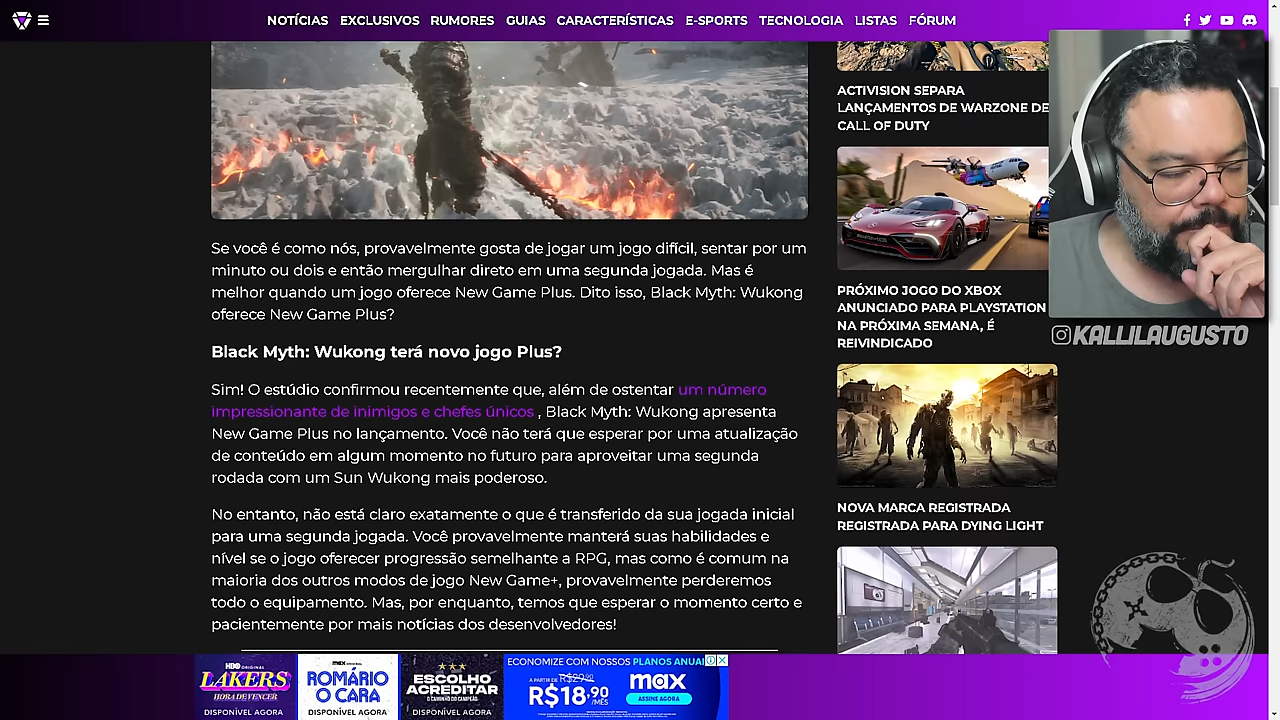 NOTÍCIAS EXCLUSIVOS RUMORES GUIAS CARACTERÍSTICAS E-SPORTS TECNOLOGIA LISTAS FÓRUM
Se você é como nós, provavelmente gosta de jogar um jogo difícil, sentar por um
minuto ou dois e então mergulhar direto em uma segunda jogada. Mas é
melhor quando um jogo oferece New Game Plus. Dito isso, Black Myth: Wukong
oferece New Game Plus?
Black Myth: Wukong terá novo jogo Plus?
Sim! O estúdio confirmou recentemente que, além de ostentar um número
impressionante de inimigos e chefes únicos , Black Myth: Wukong apresenta
New Game Plus no lançamento. Você não terá que esperar por uma atualização
de conteúdo em algum momento no futuro para aproveitar uma segunda
rodada com um Sun Wukong mais poderoso.
No entanto, não está claro exatamente o que é transferido da sua jogada inicial
para uma segunda jogada. Você provavelmente manterá suas habilidades e
nível se o jogo oferecer progressão semelhante a RPG, mas como é comum na
maioria dos outros modos de jogo New Game+, provavelmente perderemos
todo o equipamento. Mas, por enquanto, temos que esperar o momento certo e
pacientemente por mais notícias dos desenvolvedores!
ACTIVISION SEPARA
LANÇAMENTOS DE WARZONE DE
CALL OF DUTY
PRÓXIMO JOGO DO XBOX
ANUNCIADO PARA PLAYSTATION
NA PRÓXIMA SEMANA, É
REIVINDICADO
NOVA MARCA REGISTRADA
REGISTRADA PARA DYING LIGHT
KALLILAUGUSTO
HBO ORIGINAL
LAKERS
HORA DE VENCER
DISPONÍVEL AGORA
max
ROMÁRIO
O CARA
DISPONÍVEL AGORA
ESCOLHO
ACREDITAR
O CAMINHO DO CAMPEÃO
DISPONÍVEL AGORA
ECONOMIZE COM NOSSOS PLANOS ANUAI
A PARTIR DE R$29,90
R$18,90
/MÊS
max
ASSINE AGORA